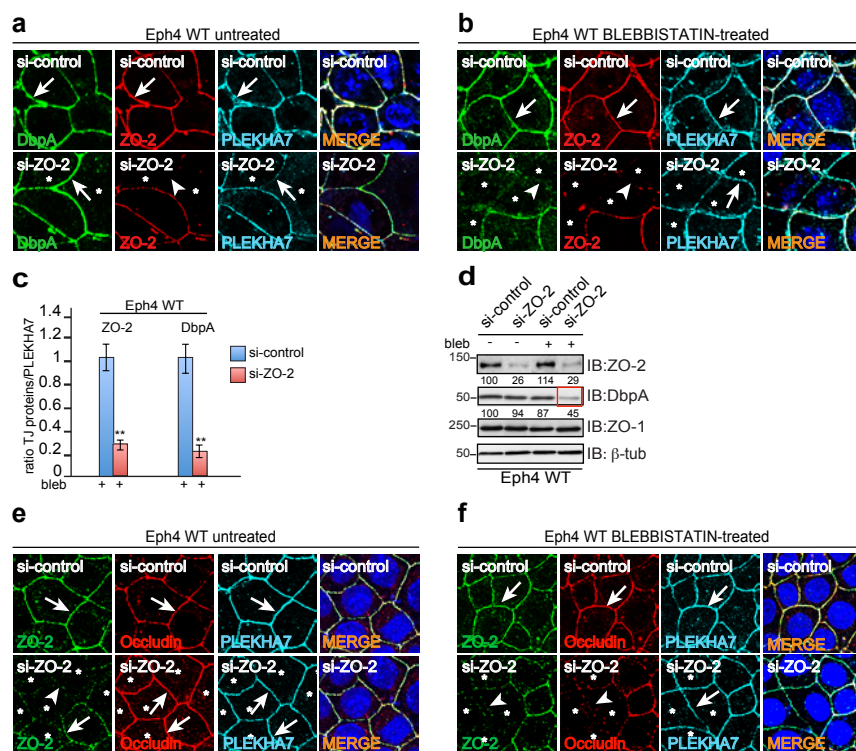 a
Eph4 WT untreated
si-control si-control si-control si-control
DbpA ZO-2 PLEKHA7 MERGE
si-ZO-2 si-ZO-2 si-ZO-2 si-ZO-2
DbpA ZO-2 PLEKHA7 MERGE
b
Eph4 WT BLEBBISTATIN-treated
si-control si-control si-control si-control
DbpA ZO-2 PLEKHA7 MERGE
si-ZO-2 si-ZO-2 si-ZO-2 si-ZO-2
DbpA ZO-2 PLEKHA7 MERGE
c
Eph4 WT
ZO-2 DbpA
ratio TJ proteins/PLEKHA7
1.4
1.2
1
0.8
0.6
0.4
0.2
0
** **
bleb + + + +
si-control
si-ZO-2
d
si-control si-ZO-2 si-control si-ZO-2
bleb - - + +
150 IB:ZO-2
100 26 114 29
50 IB:DbpA
100 94 87 45
250 IB:ZO-1
50 IB: β-tub
Eph4 WT
e
Eph4 WT untreated
si-control si-control si-control si-control
ZO-2 Occludin PLEKHA7 MERGE
si-ZO-2 si-ZO-2 si-ZO-2 si-ZO-2
ZO-2 Occludin PLEKHA7 MERGE
f
Eph4 WT BLEBBISTATIN-treated
si-control si-control si-control si-control
ZO-2 Occludin PLEKHA7 MERGE
si-ZO-2 si-ZO-2 si-ZO-2 si-ZO-2
ZO-2 Occludin PLEKHA7 MERGE